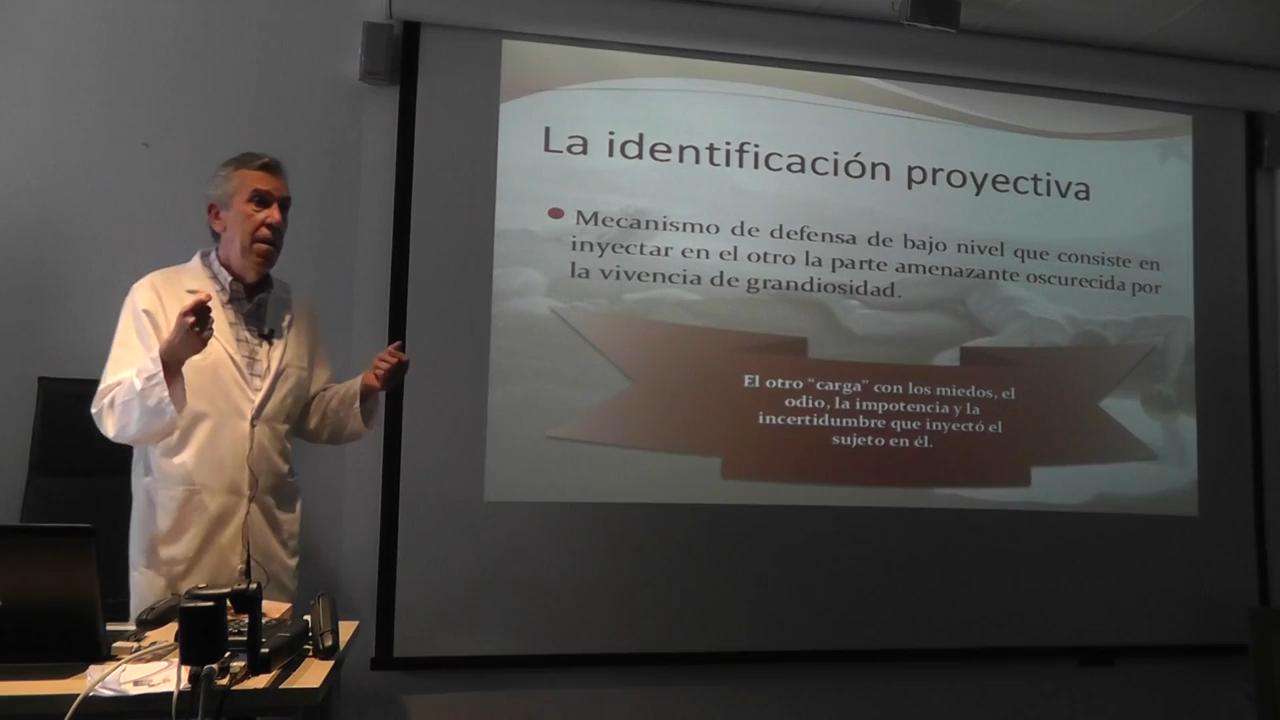 La identificación proyectiva
Mecanismo de defensa de bajo nivel que consiste en
inyectar en el otro la parte amenazante oscurecida por
la vivencia de grandiosidad.
El otro “carga” con los miedos, el
odio, la impotencia y la
incertidumbre que inyectó el
sujeto en él.